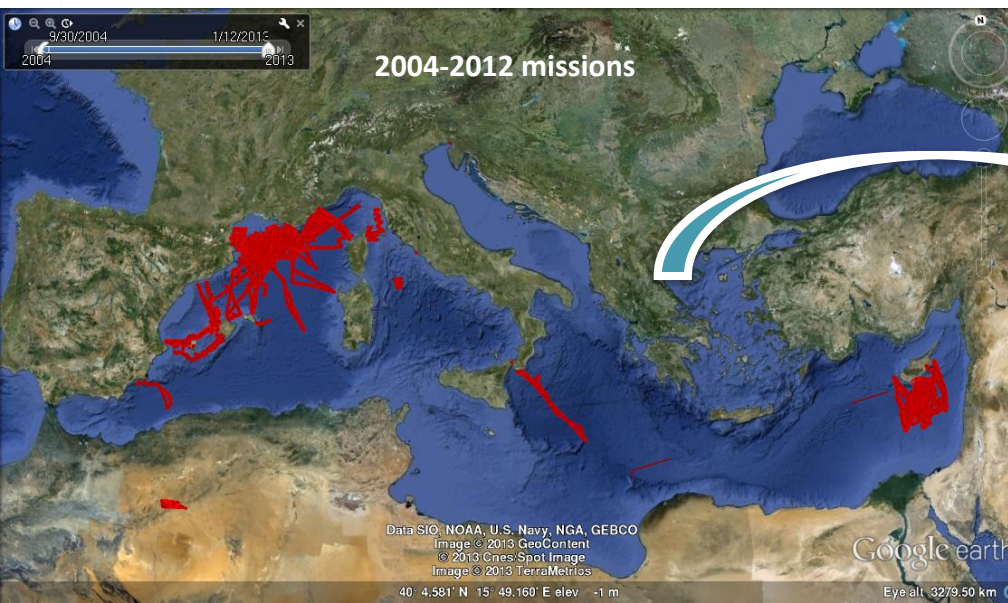 9/30/2004 1/12/2013
2004 2013
2004-2012 missions
N
Data SIO, NOAA, U.S. Navy, NGA, GEBCO
Image © 2013 GeoContent
© 2013 Cnes/Spot Image
Image © 2013 TerraMetrics
Google earth
40° 4.581' N 15° 49.160' E elev -1 m
Eye alt 3279.50 km